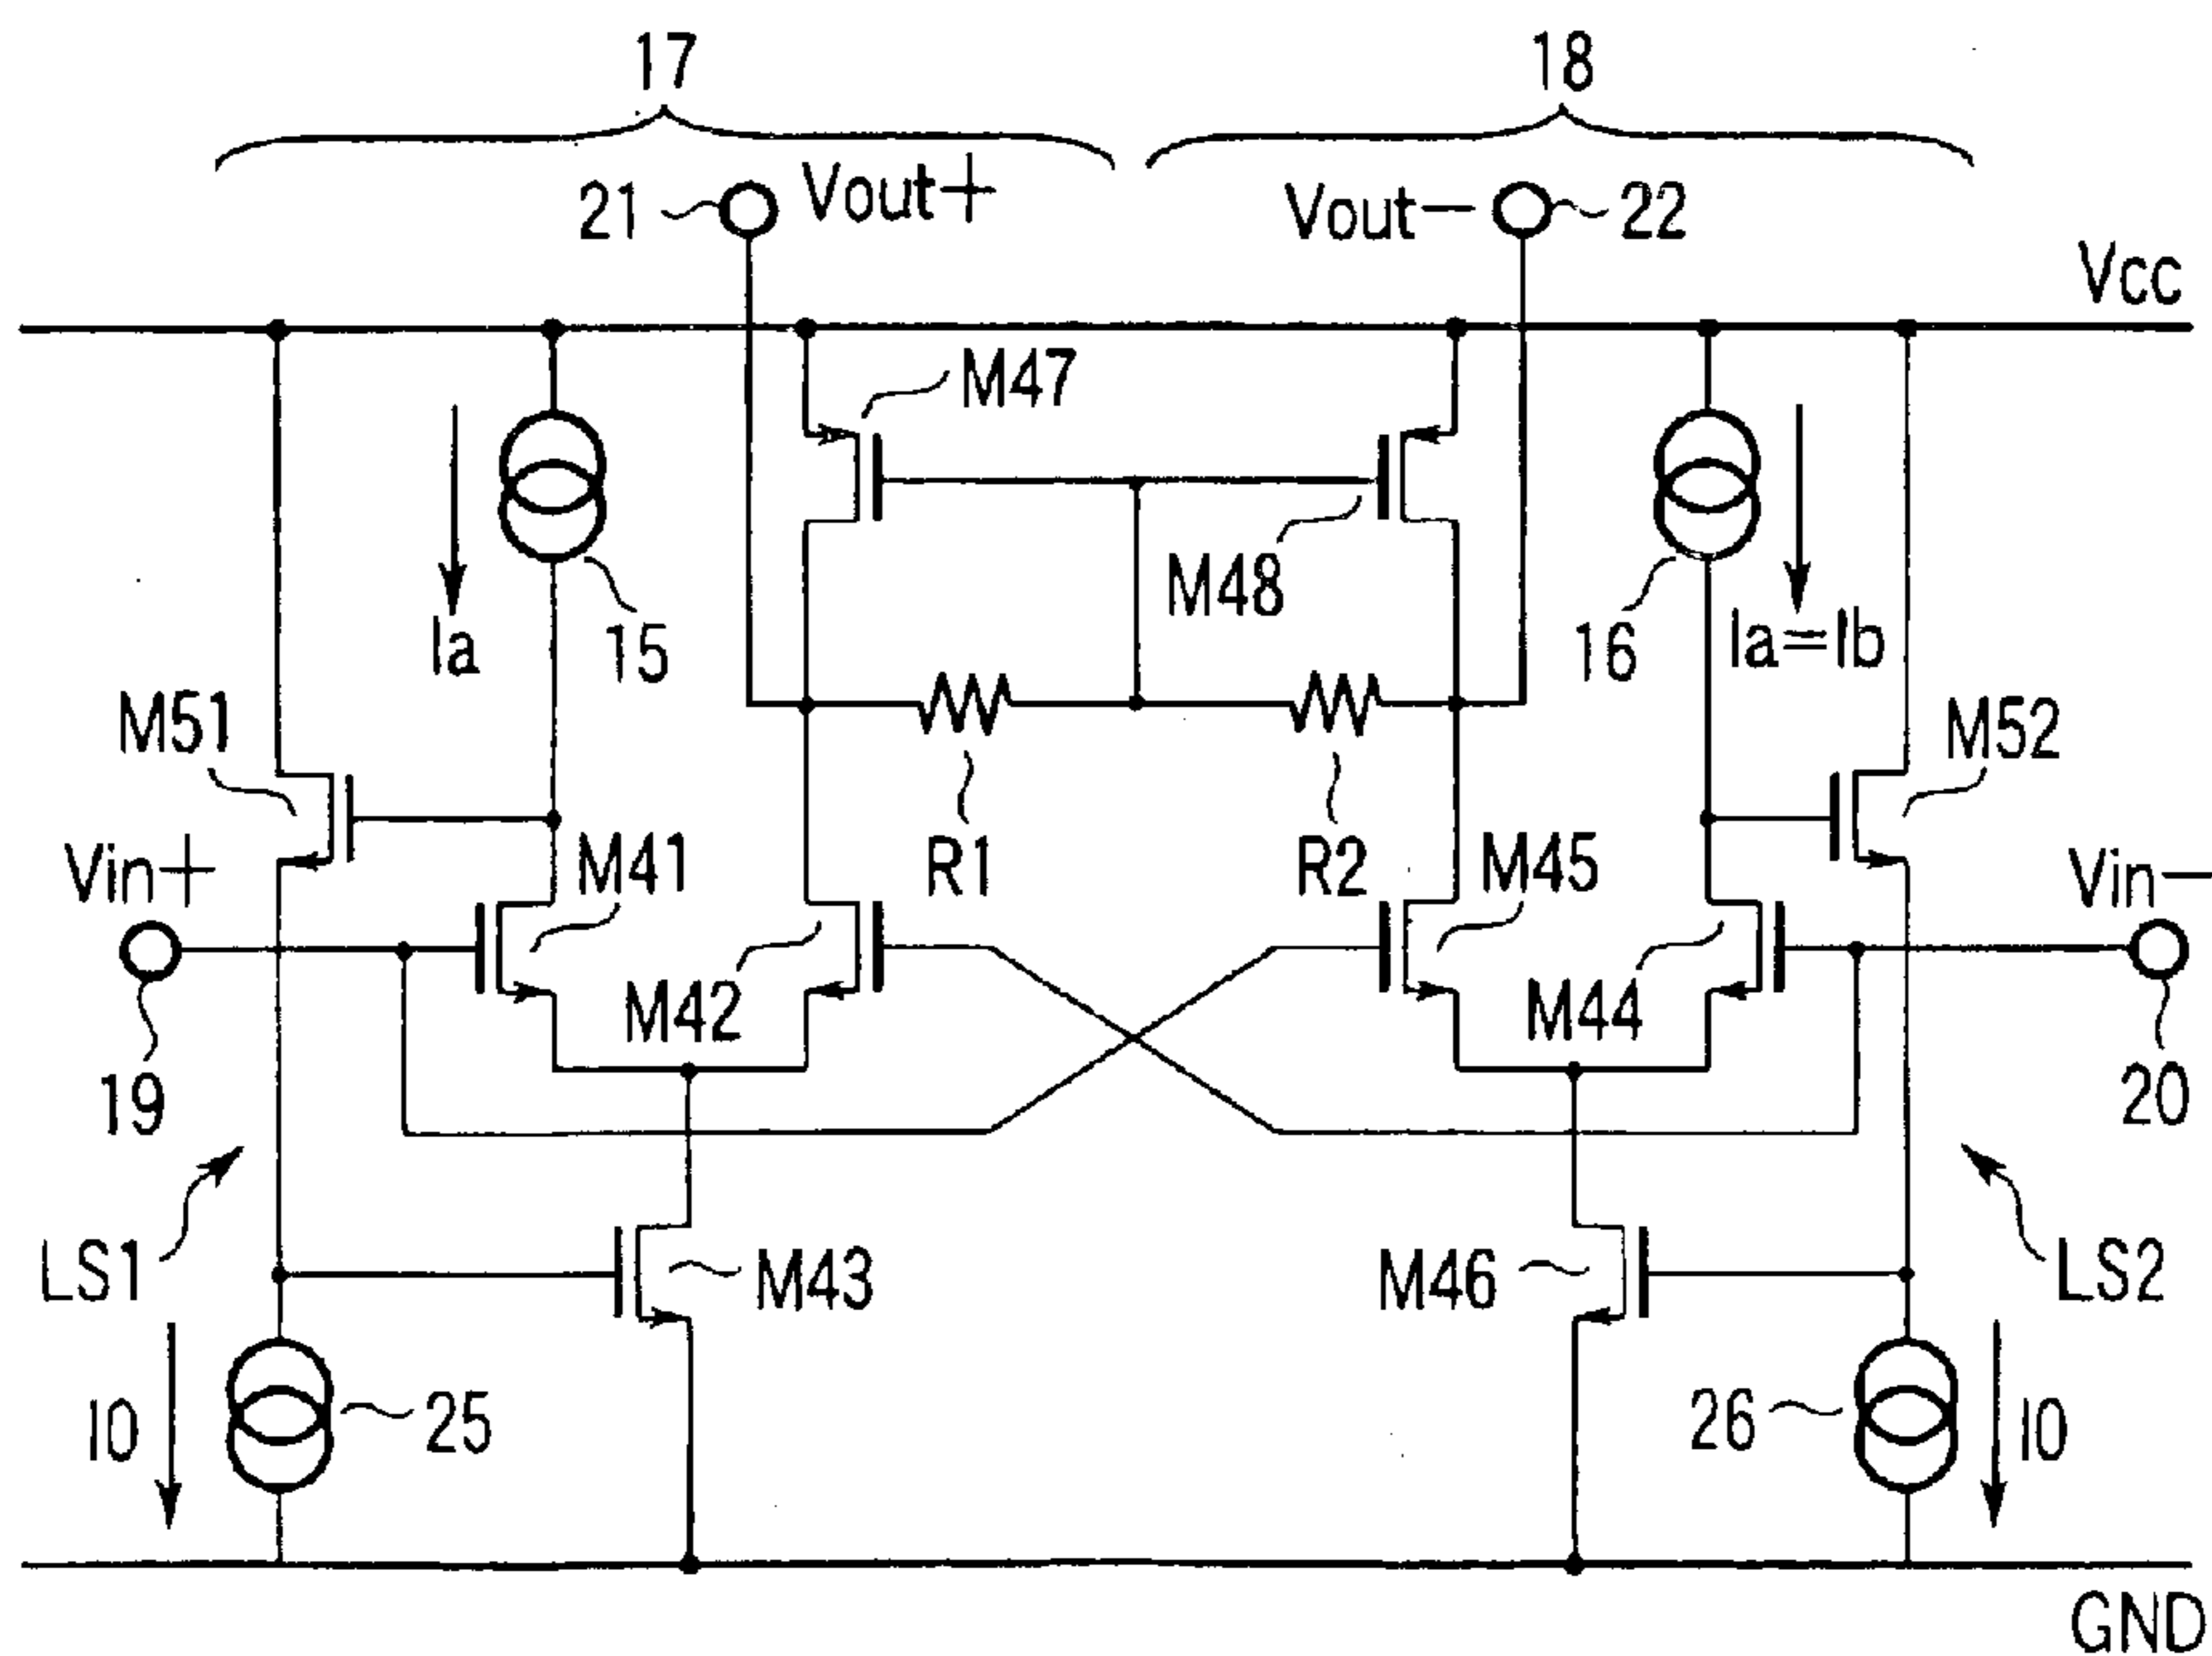 17
18
21
Vout+
Vout−
22
Vcc
M47
M48
Ia
15
16
Ia=Ib
M51
M52
Vin+
M41
R1
R2
M45
Vin−
M42
M44
19
20
LS1
M43
M46
LS2
I0
25
26
I0
GND